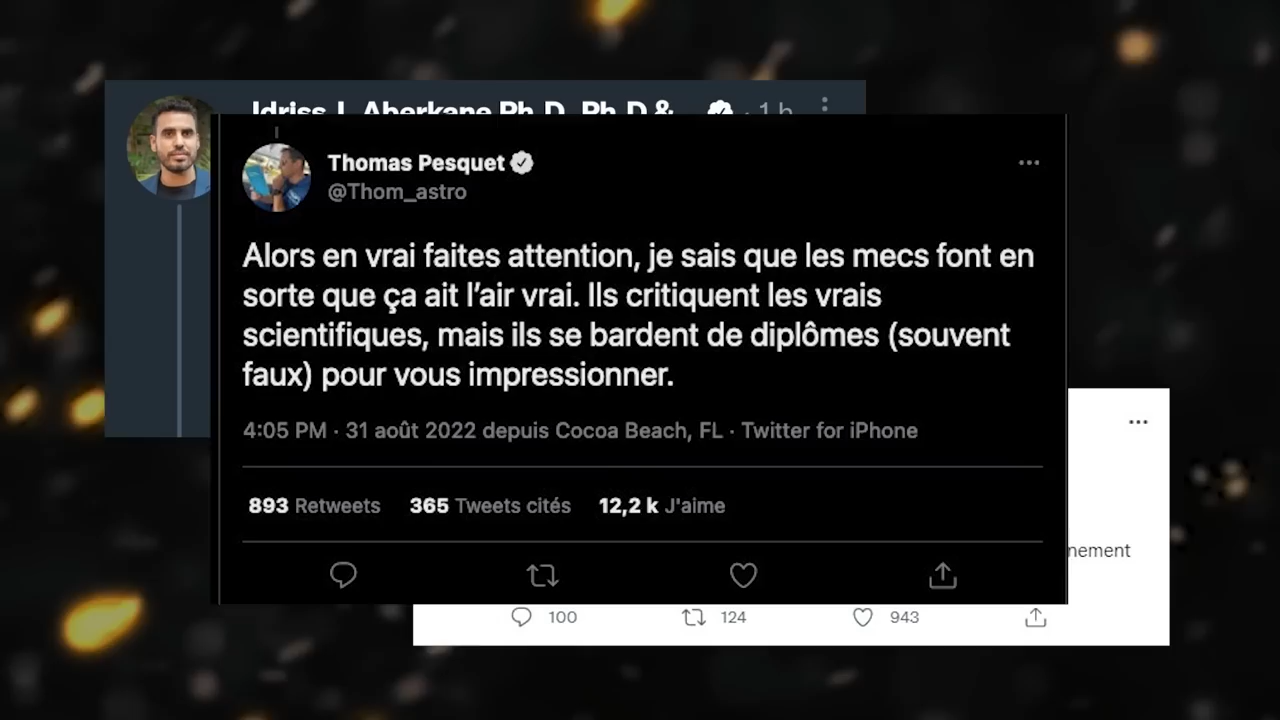 Idriss J. Aberkane Ph.D, Ph.D & · 1 h
Thomas Pesquet
@Thom_astro
Alors en vrai faites attention, je sais que les mecs font en
sorte que ça ait l’air vrai. Ils critiquent les vrais
scientifiques, mais ils se bardent de diplômes (souvent
faux) pour vous impressionner.
4:05 PM · 31 août 2022 depuis Cocoa Beach, FL · Twitter for iPhone
893 Retweets 365 Tweets cités 12,2 k J'aime
nement
100 124 943